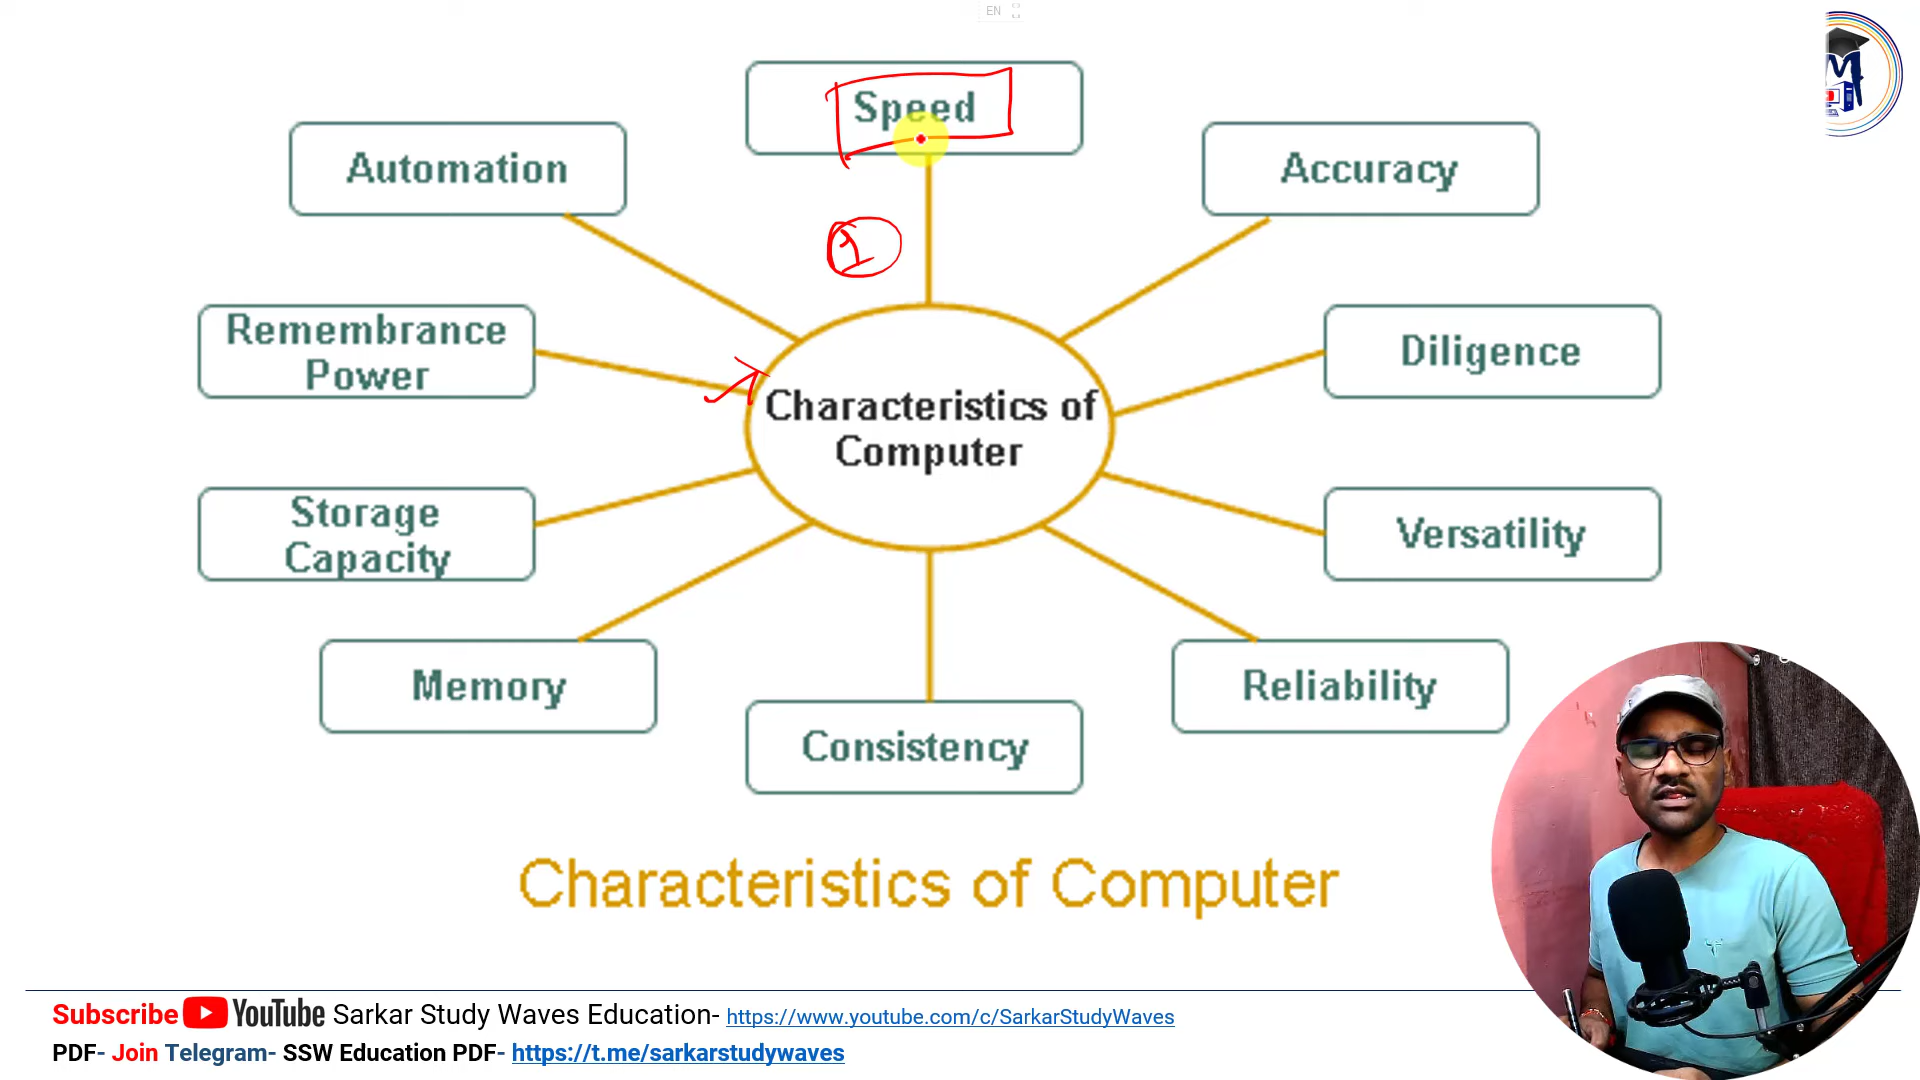 EN
Speed
Automation
Accuracy
1
Remembrance
Power
Diligence
Characteristics of
Computer
Storage
Capacity
Versatility
Memory
Reliability
Consistency
Characteristics of Computer
Subscribe YouTube Sarkar Study Waves Education- https://www.youtube.com/c/SarkarStudyWaves
PDF- Join Telegram- SSW Education PDF- https://t.me/sarkarstudywaves